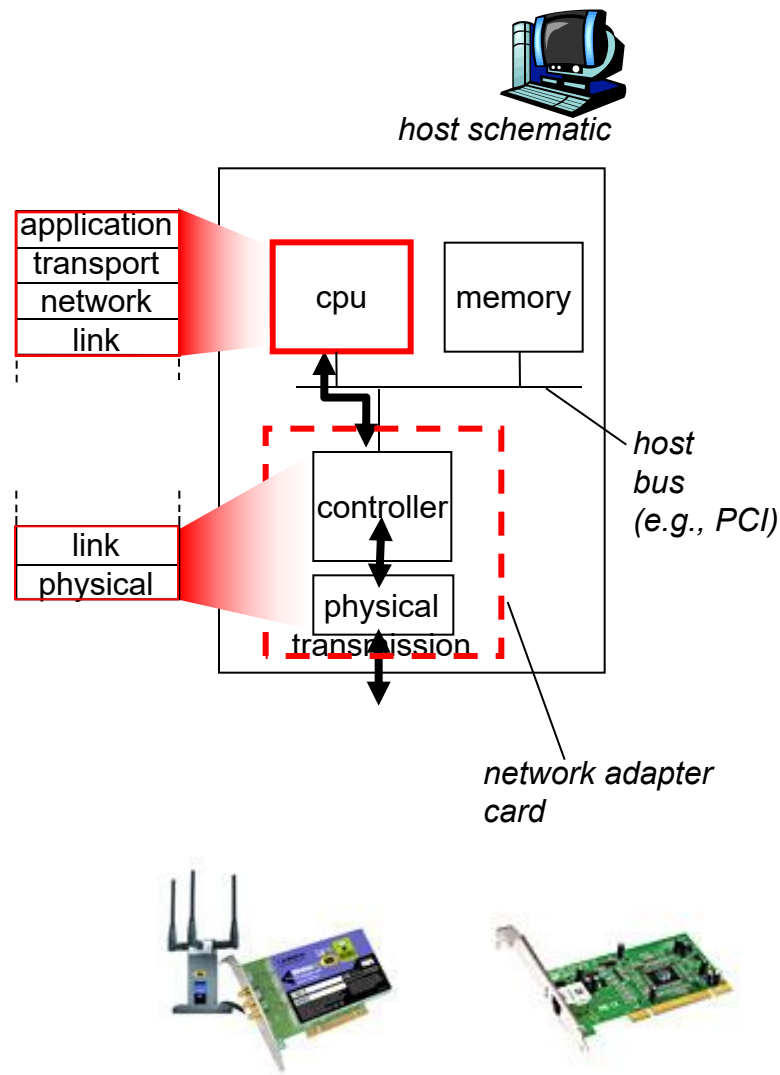 host schematic
application
transport
network
link
cpu
memory
host
bus
(e.g., PCI)
controller
link
physical
physical
transmission
network adapter
card